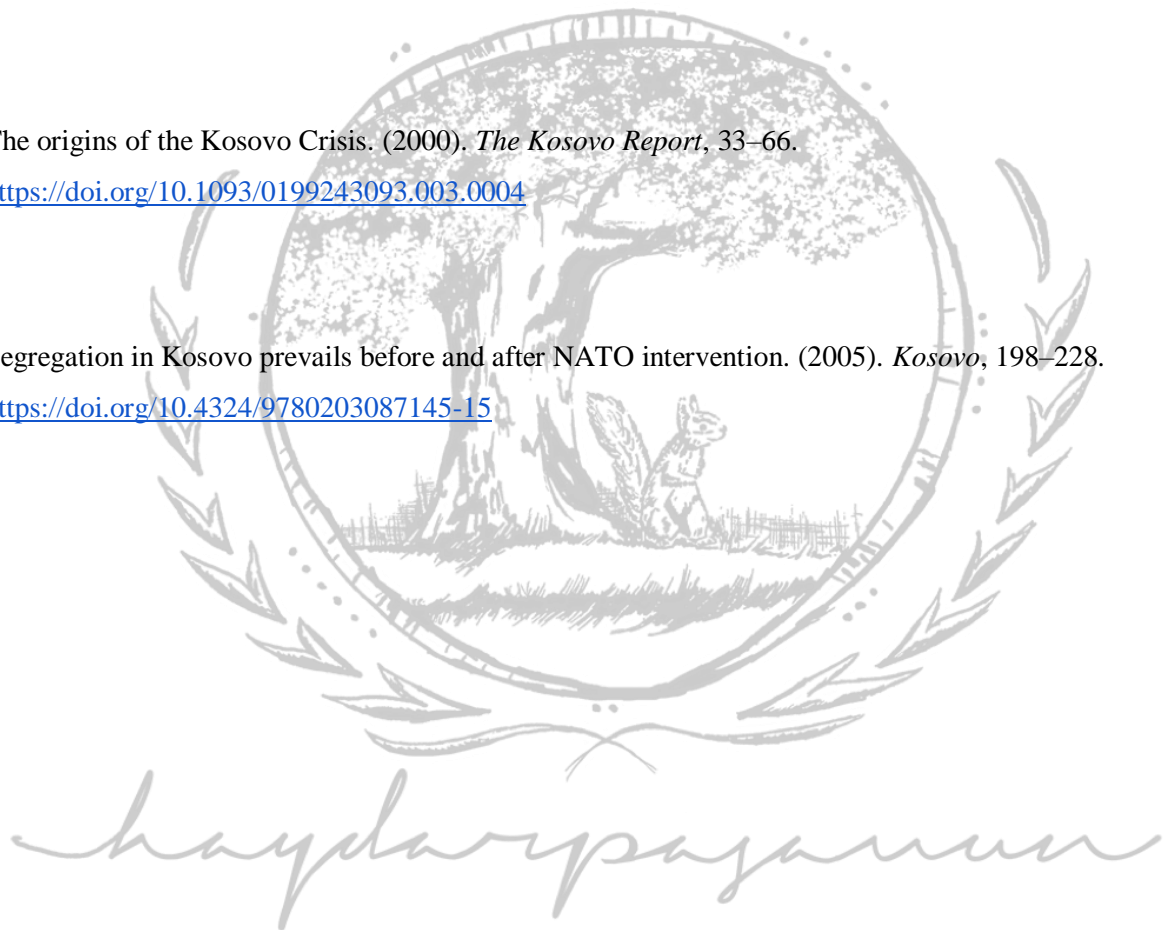 he origins of the Kosovo Crisis. (2000). The Kosovo Report, 33–66.
ttps://doi.org/10.1093/0199243093.003.0004
egregation in Kosovo prevails before and after NATO intervention. (2005). Kosovo, 198–228.
ttps://doi.org/10.4324/9780203087145-15
haydarpaşamun